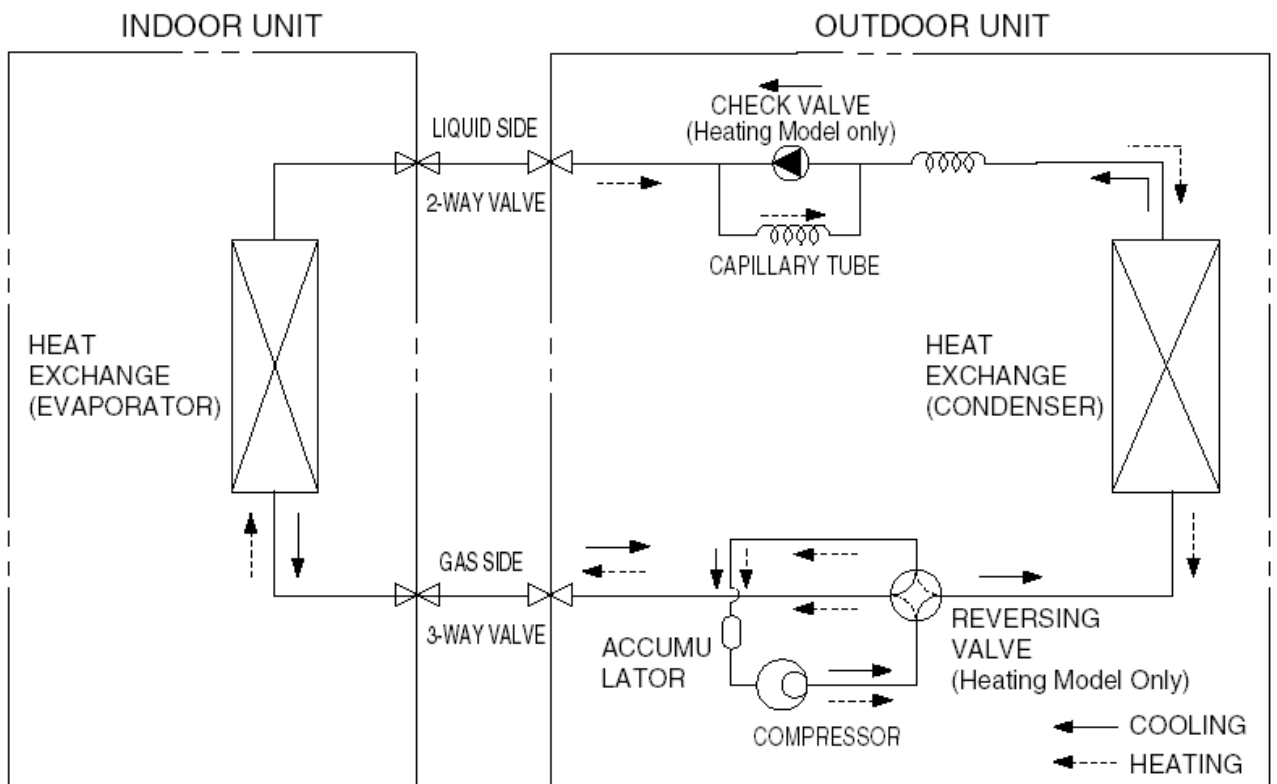 INDOOR UNIT
OUTDOOR UNIT
CHECK VALVE
(Heating Model only)
LIQUID SIDE
2-WAY VALVE
CAPILLARY TUBE
HEAT
EXCHANGE
(EVAPORATOR)
HEAT
EXCHANGE
(CONDENSER)
GAS SIDE
3-WAY VALVE
ACCUMU
LATOR
COMPRESSOR
REVERSING
VALVE
(Heating Model Only)
COOLING
HEATING